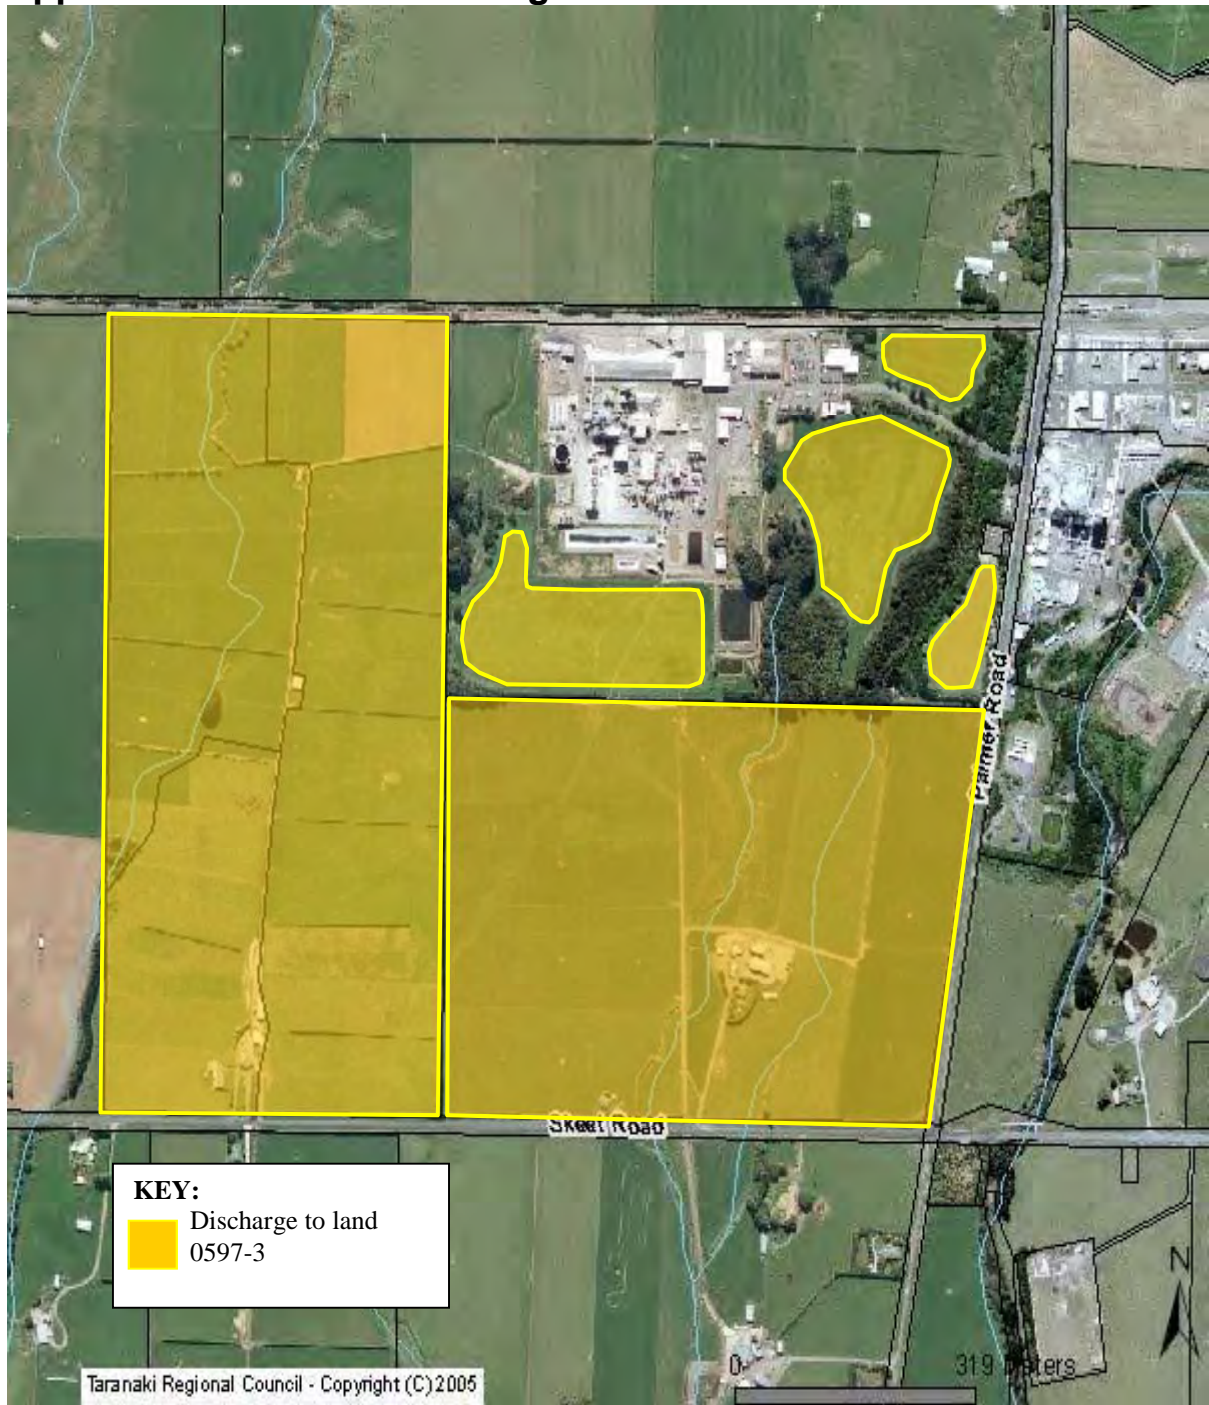 Palmer Road
Skeet Road
KEY:
Discharge to land
0597-3
N
0 319 meters
Taranaki Regional Council - Copyright (C) 2005